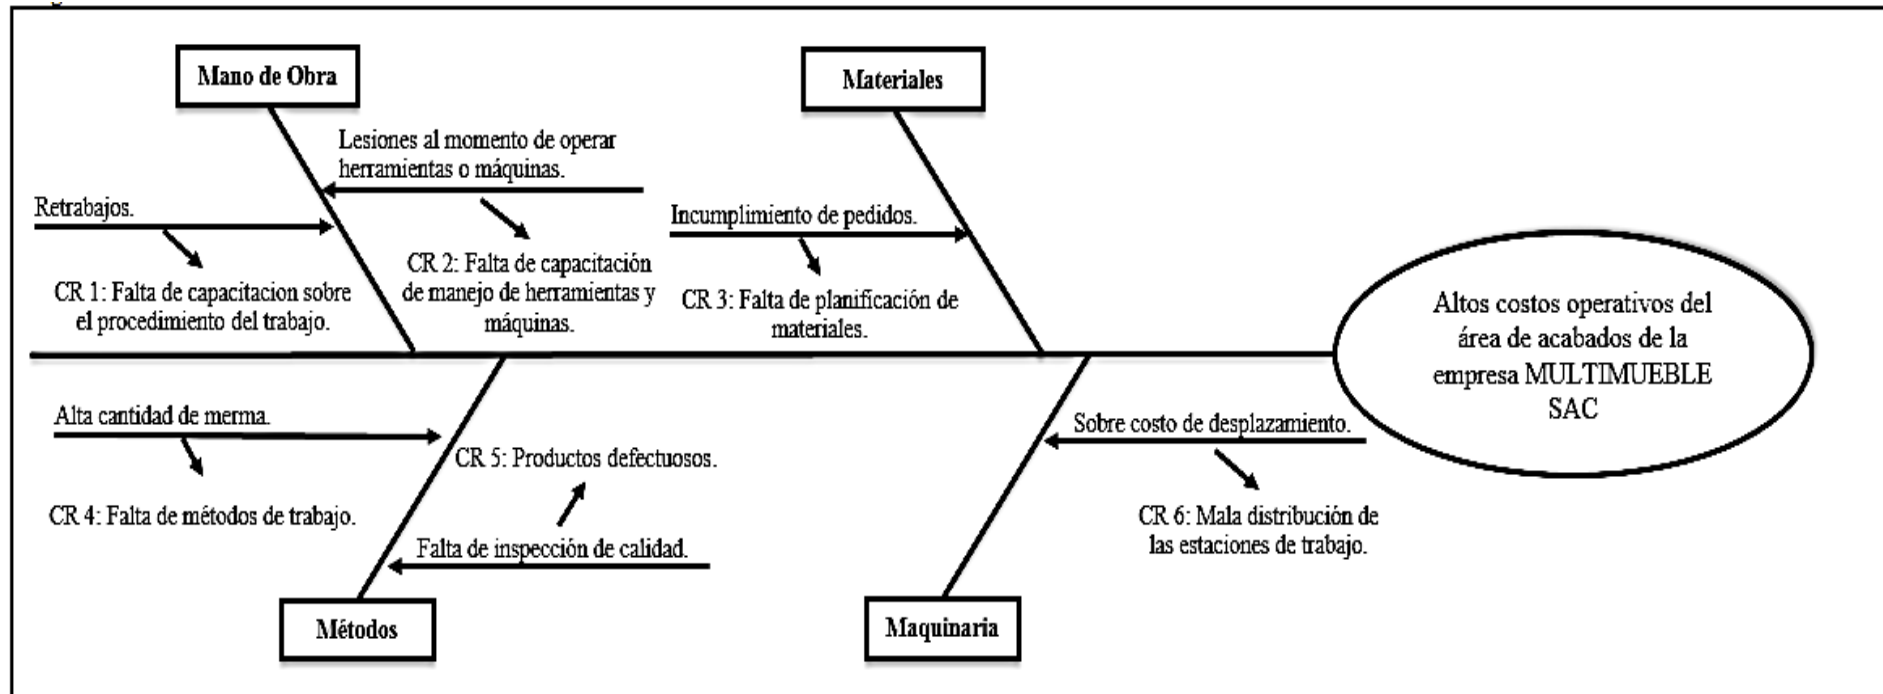 Mano de Obra
Materiales
Lesiones al momento de operar
herramientas o máquinas.
Retrabajos.
Incumplimiento de pedidos.
CR 1: Falta de capacitacion sobre
el procedimiento del trabajo.
CR 2: Falta de capacitación
de manejo de herramientas y
máquinas.
CR 3: Falta de planificación de
materiales.
Altos costos operativos del
área de acabados de la
empresa MULTIMUEBLE
SAC
Alta cantidad de merma.
CR 4: Falta de métodos de trabajo.
CR 5: Productos defectuosos.
Falta de inspección de calidad.
Sobre costo de desplazamiento.
CR 6: Mala distribución de
las estaciones de trabajo.
Métodos
Maquinaria